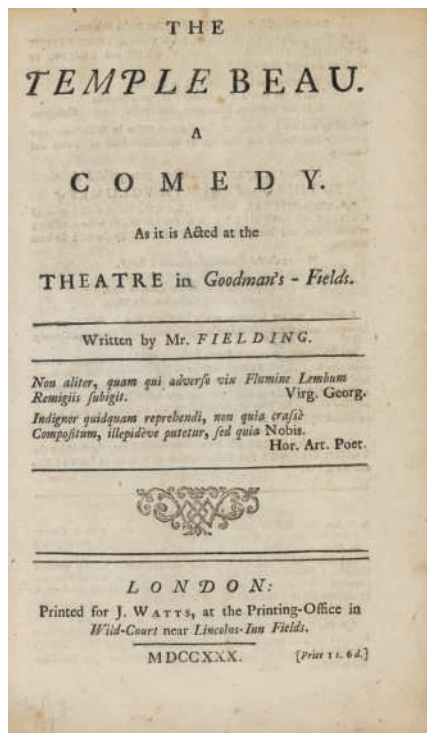 THE
TEMPLE BEAU.
A
COMEDY.
As it is Acted at the
THEATRE in Goodman's-Fields.
Written by Mr. FIELDING.
Non aliter, quam qui adverſo vix Flumine Lembum
Remigiis ſubigit. Virg. Georg.
Indignor quidquam reprehendi, non quia craſſè
Compoſitum, illepidève putetur, ſed quia Nobis.
Hor. Art. Poet.
LONDON:
Printed for J. WATTS, at the Printing-Office in
Wild-Court near Lincolns-Inn Fields.
MDCCXXX. [Price 1 s. 6 d.]